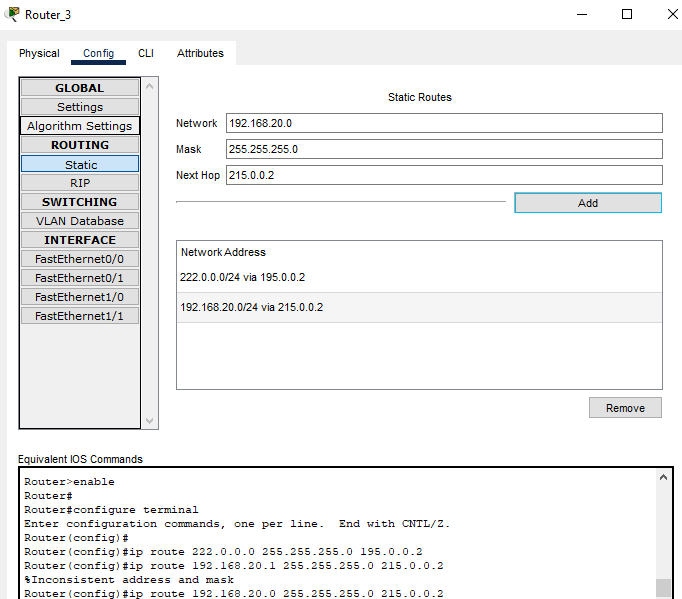 Router_3
Physical Config CLI Attributes
GLOBAL
Settings
Algorithm Settings
ROUTING
Static
RIP
SWITCHING
VLAN Database
INTERFACE
FastEthernet0/0
FastEthernet0/1
FastEthernet1/0
FastEthernet1/1
Static Routes
Network 192.168.20.0
Mask 255.255.255.0
Next Hop 215.0.0.2
Add
Network Address
222.0.0.0/24 via 195.0.0.2
192.168.20.0/24 via 215.0.0.2
Remove
Equivalent IOS Commands
Router>enable
Router#
Router#configure terminal
Enter configuration commands, one per line.  End with CNTL/Z.
Router(config)#
Router(config)#ip route 222.0.0.0 255.255.255.0 195.0.0.2
Router(config)#ip route 192.168.20.1 255.255.255.0 215.0.0.2
%Inconsistent address and mask
Router(config)#ip route 192.168.20.0 255.255.255.0 215.0.0.2